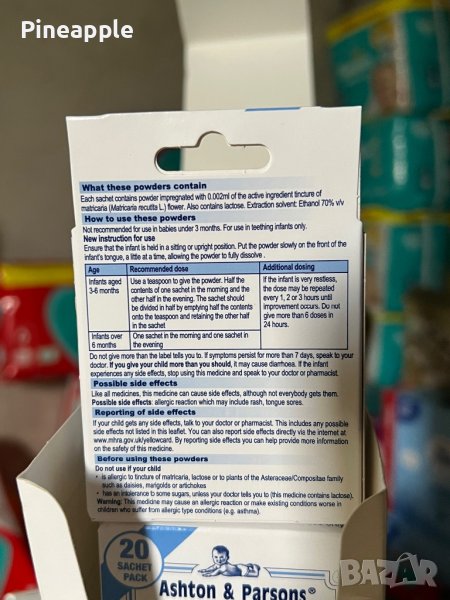 Pineapple
What these powders contain
Each sachet contains powder impregnated with 0.002ml of the active ingredient tincture of
matricaria (Matricaria recutita L.) flower. Also contains lactose. Extraction solvent: Ethanol 70% v/v
How to use these powders
Not recommended for use in babies under 3 months. For use in teething infants only.
New instruction for use
Ensure that the infant is held in a sitting or upright position. Put the powder slowly on the front of the
infant's tongue, a little at a time, allowing the powder to fully dissolve .
Age Recommended dose Additional dosing
Infants aged
3-6 months
Use a teaspoon to give the powder. Half the
contents of one sachet in the morning and the
other half in the evening. The sachet should
be divided in half by emptying half the contents
onto the teaspoon and retaining the other half
in the sachet
If the infant is very restless,
the dose may be repeated
every 1, 2 or 3 hours until
improvement occurs. Do not
give more than 6 doses in
24 hours.
Infants over
6 months
One sachet in the morning and one sachet in
the evening
Do not give more than the label tells you to. If symptoms persist for more than 7 days, speak to your
doctor. If you give your child more than you should, it may cause diarrhoea. If the infant
experiences any side effects, stop using this medicine and speak to your doctor or pharmacist.
Possible side effects
Like all medicines, this medicine can cause side effects, although not everybody gets them.
Possible side effects: allergic reaction which may include rash, tongue sores.
Reporting of side effects
If your child gets any side effects, talk to your doctor or pharmacist. This includes any possible
side effects not listed in this leaflet. You can also report side effects directly via the internet at
www.mhra.gov.uk/yellowcard. By reporting side effects you can help provide more information
on the safety of this medicine.
Before using these powders
Do not use if your child
• is allergic to tincture of matricaria, lactose or to plants of the Asteraceae/Compositae family
such as daisies, marigolds or artichokes
• has an intolerance to some sugars, unless your doctor tells you to (this medicine contains lactose).
Warning: This medicine may cause an allergic reaction or make existing conditions worse in
children who suffer from allergic type conditions (e.g. asthma).
only
20
SACHET
PACK
Ashton & Parsons®
BAZAR